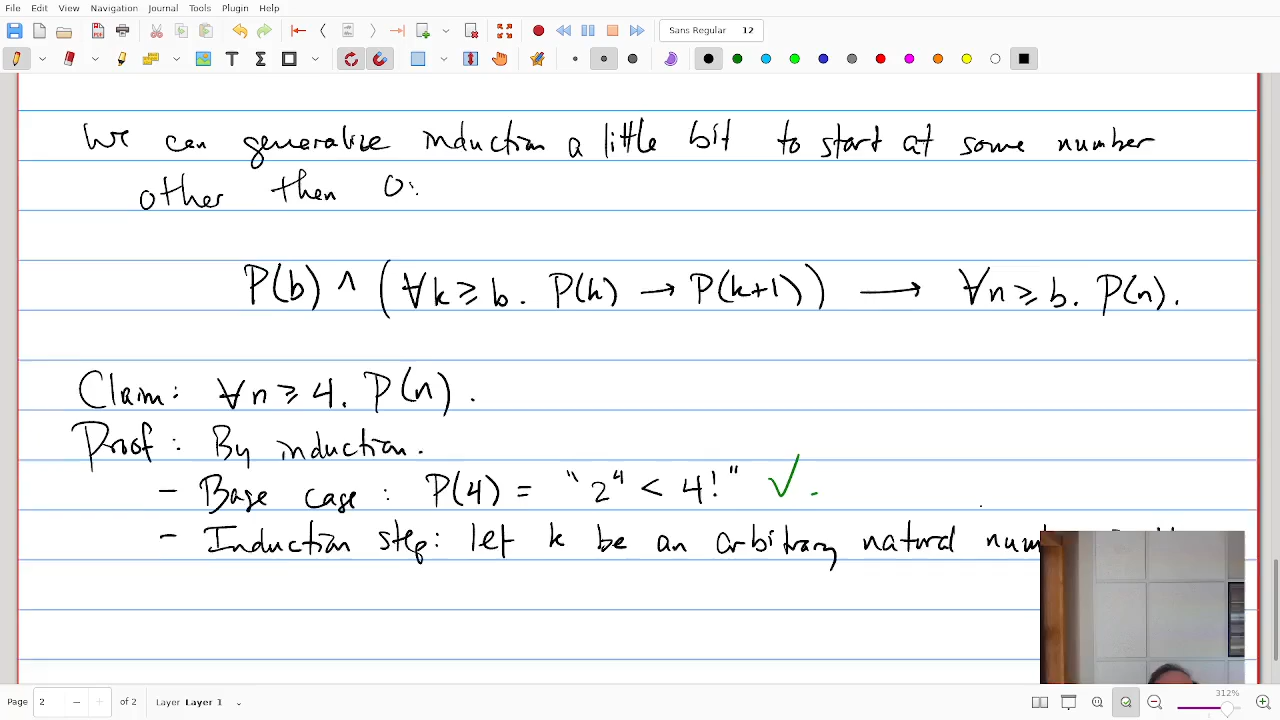 File Edit View Navigation Journal Tools Plugin Help
Sans Regular 12
We can generalize induction a little bit to start at some number
other then 0:
P(b) ∧ (∀k ≥ b. P(k) → P(k+1)) → ∀n ≥ b. P(n).
Claim: ∀n ≥ 4. P(n).
Proof: By induction.
- Base case: P(4) = "2⁴ < 4!" ✓.
- Induction step: let k be an arbitrary natural
Page 2 of 2 Layer Layer 1 312%